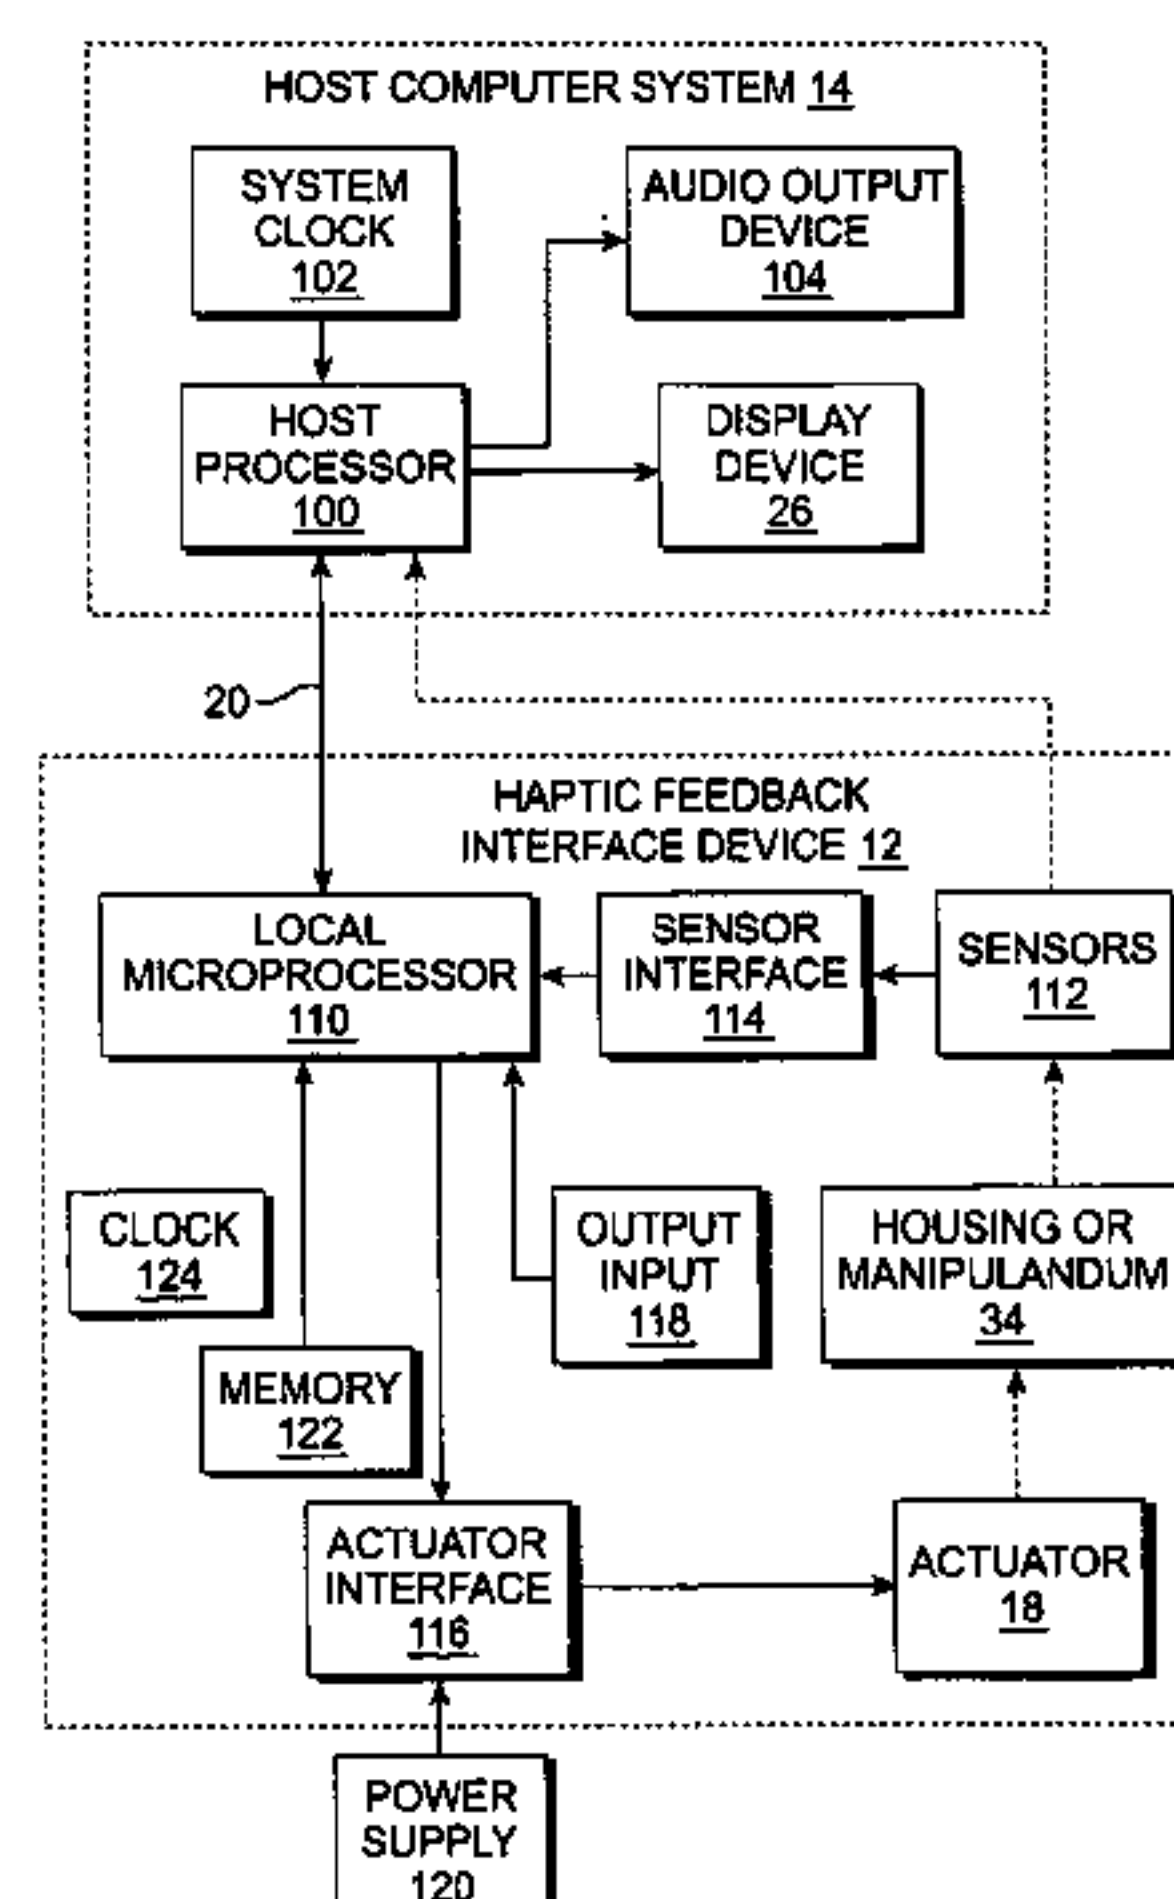 HOST COMPUTER SYSTEM 14
SYSTEM
CLOCK
102
AUDIO OUTPUT
DEVICE
104
HOST
PROCESSOR
100
DISPLAY
DEVICE
26
20
HAPTIC FEEDBACK
INTERFACE DEVICE 12
LOCAL
MICROPROCESSOR
110
SENSOR
INTERFACE
114
SENSORS
112
CLOCK
124
OUTPUT
INPUT
118
HOUSING OR
MANIPULANDUM
34
MEMORY
122
ACTUATOR
INTERFACE
116
ACTUATOR
18
POWER
SUPPLY
120